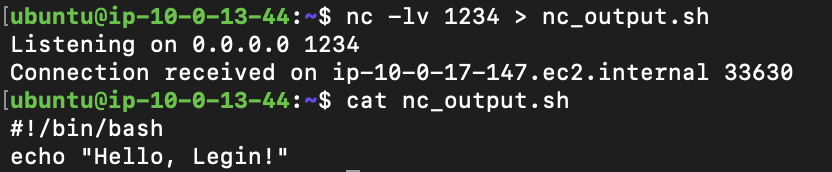 [ubuntu@ip-10-0-13-44:~$ nc -lv 1234 > nc_output.sh
Listening on 0.0.0.0 1234
Connection received on ip-10-0-17-147.ec2.internal 33630
[ubuntu@ip-10-0-13-44:~$ cat nc_output.sh
#!/bin/bash
echo "Hello, Legin!"